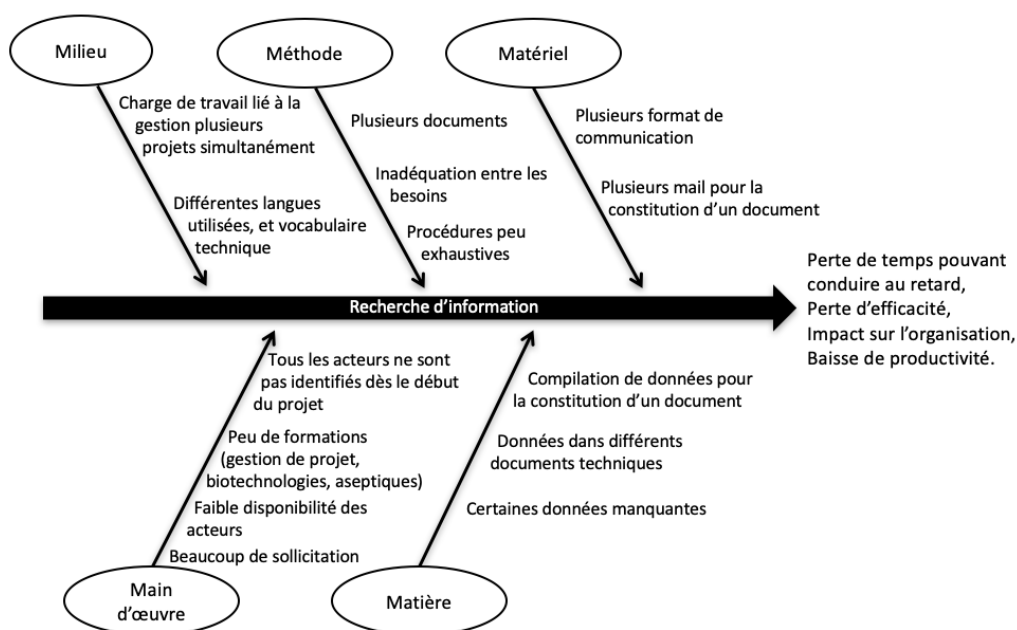 Milieu
Méthode
Matériel
Charge de travail lié à la
gestion plusieurs
projets simultanément
Différentes langues
utilisées, et vocabulaire
technique
Plusieurs documents
Inadéquation entre les
besoins
Procédures peu
exhaustives
Plusieurs format de
communication
Plusieurs mail pour la
constitution d’un document
Recherche d’information
Perte de temps pouvant
conduire au retard,
Perte d’efficacité,
Impact sur l’organisation,
Baisse de productivité.
Tous les acteurs ne sont
pas identifiés dès le début
du projet
Peu de formations
(gestion de projet,
biotechnologies, aseptiques)
Faible disponibilité des
acteurs
Beaucoup de sollicitation
Compilation de données pour
la constitution d’un document
Données dans différents
documents techniques
Certaines données manquantes
Main
d’œuvre
Matière